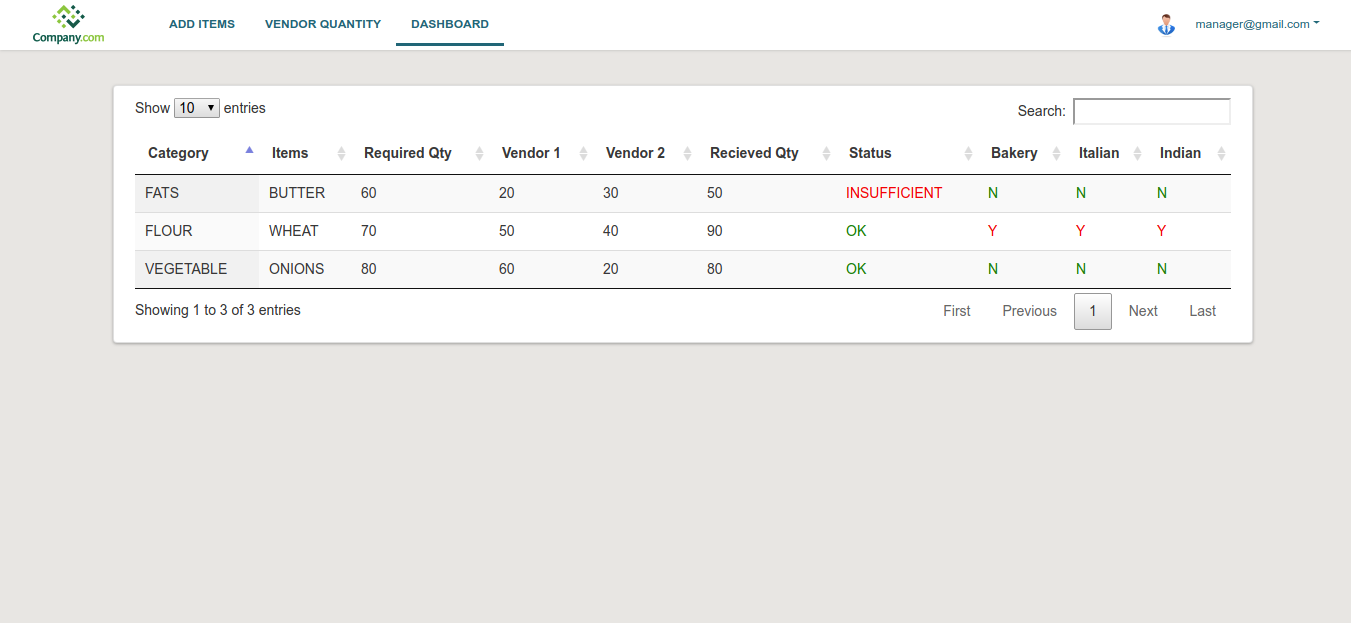 ADD ITEMS VENDOR QUANTITY DASHBOARD manager@gmail.com
Company.com
Show 10 entries Search:
Category Items Required Qty Vendor 1 Vendor 2 Recieved Qty Status Bakery Italian Indian
FATS BUTTER 60 20 30 50 INSUFFICIENT N N N
FLOUR WHEAT 70 50 40 90 OK Y Y Y
VEGETABLE ONIONS 80 60 20 80 OK N N N
Showing 1 to 3 of 3 entries First Previous 1 Next Last